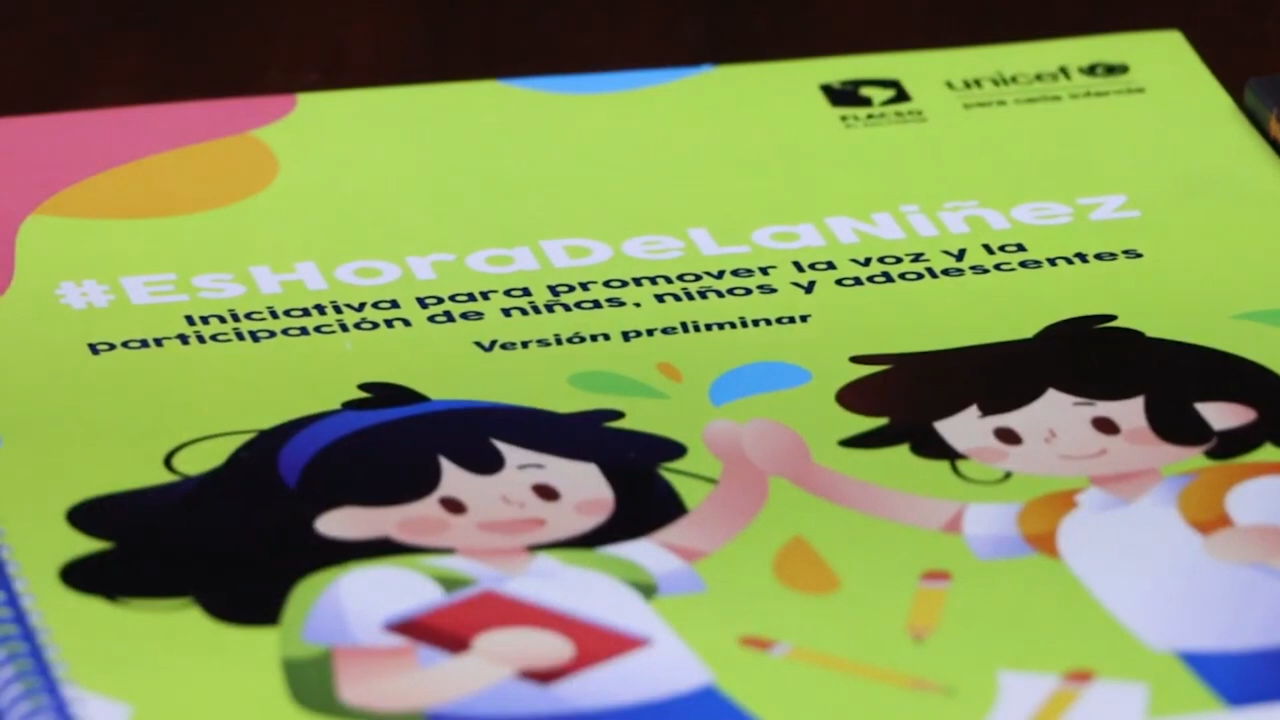 FLACSO
unicef
para cada infancia
#EsHoraDeLaNiñez
Iniciativa para promover la voz y la
participación de niñas, niños y adolescentes
Versión preliminar